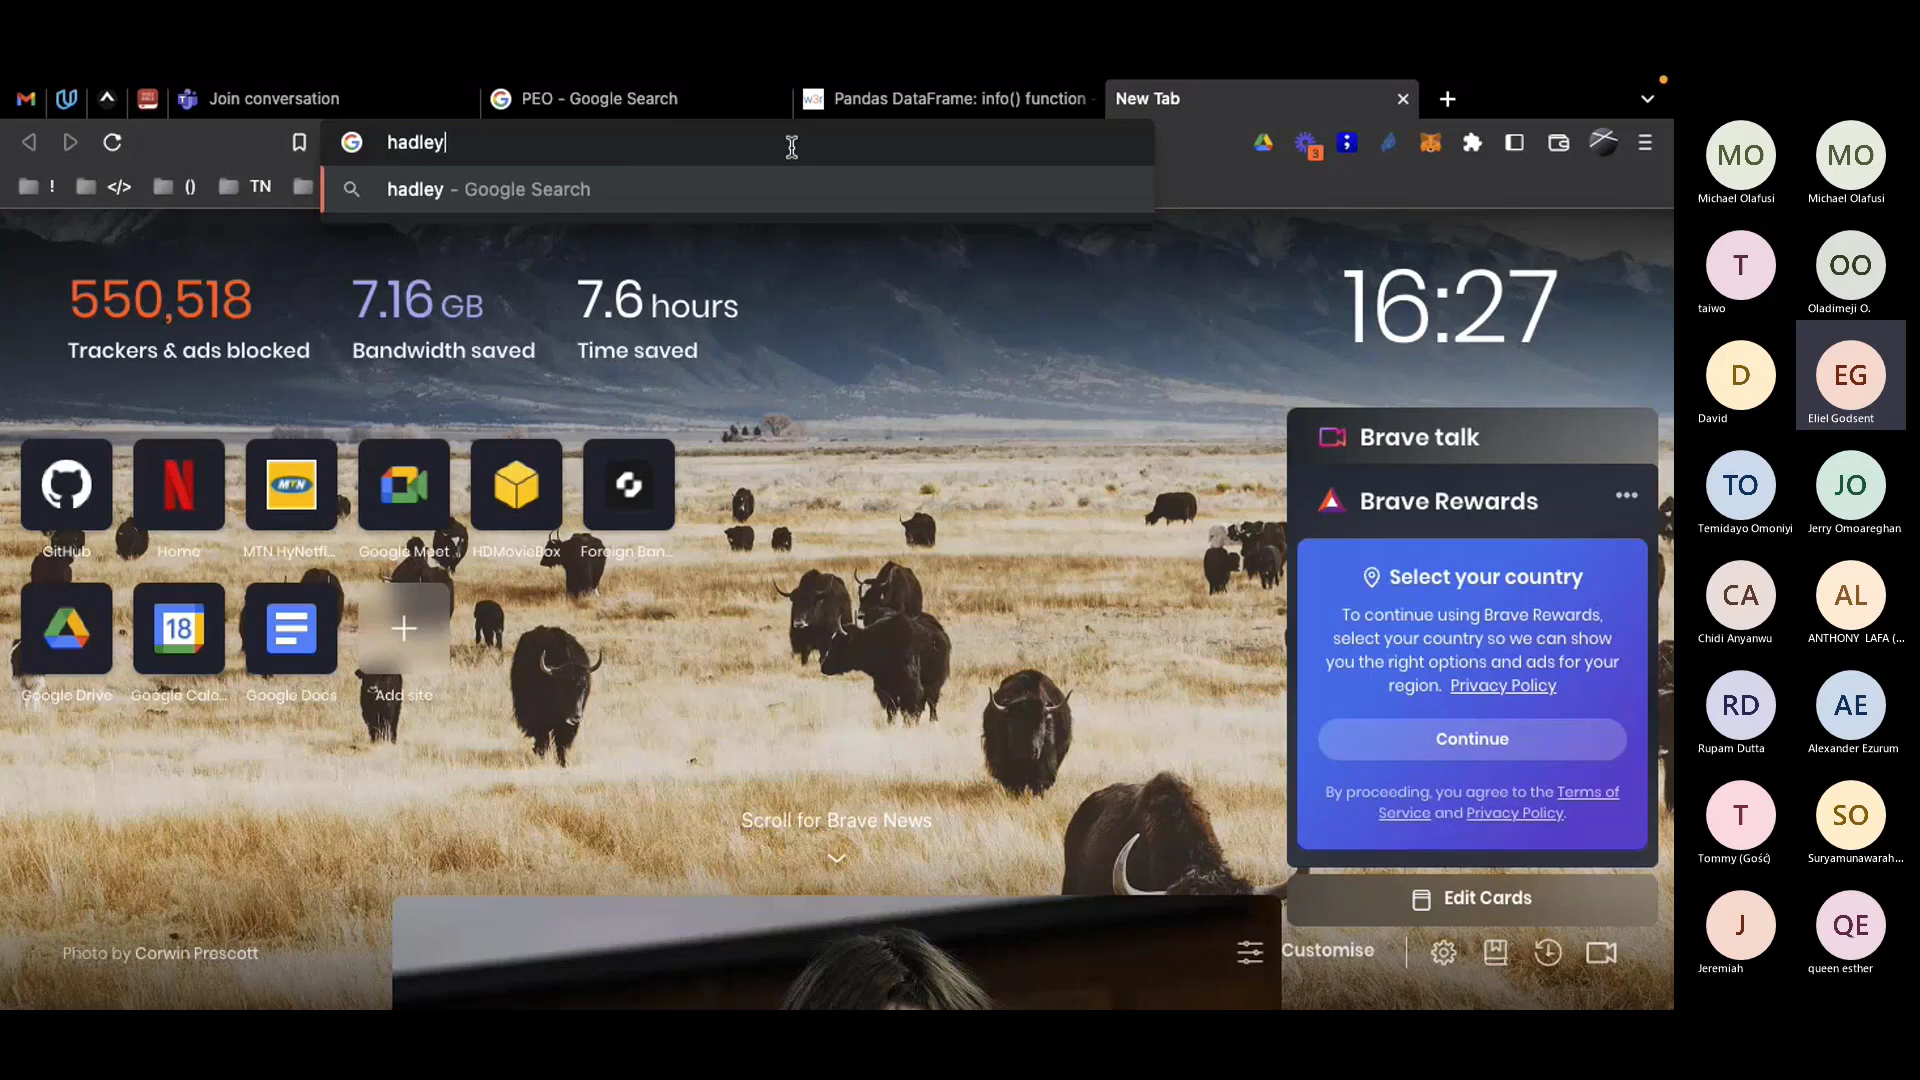 Join conversation
PEO - Google Search
w3r
Pandas DataFrame: info() function -
New Tab
hadley
3
! </> () TN
hadley - Google Search
550,518
Trackers & ads blocked
7.16 GB
Bandwidth saved
7.6 hours
Time saved
16:27
Brave talk
Brave Rewards
Select your country
To continue using Brave Rewards,
select your country so we can show
you the right options and ads for your
region. Privacy Policy
Continue
By proceeding, you agree to the Terms of
Service and Privacy Policy.
Edit Cards
Customise
MTN
GitHub
Home
MTN HyNetfl...
Google Meet
HDMovieBox
Foreign Ban...
18
Google Drive
Google Cale...
Google Docs
Add site
Scroll for Brave News
Photo by Corwin Prescott
MO
Michael Olafusi
MO
Michael Olafusi
T
taiwo
OO
Oladimeji O.
D
David
EG
Eliel Godsent
TO
Temidayo Omoniyi
JO
Jerry Omoareghan
CA
Chidi Anyanwu
AL
ANTHONY LAFA (...
RD
Rupam Dutta
AE
Alexander Ezurum
T
Tommy (Gość)
SO
Suryamunawarah...
J
Jeremiah
QE
queen esther